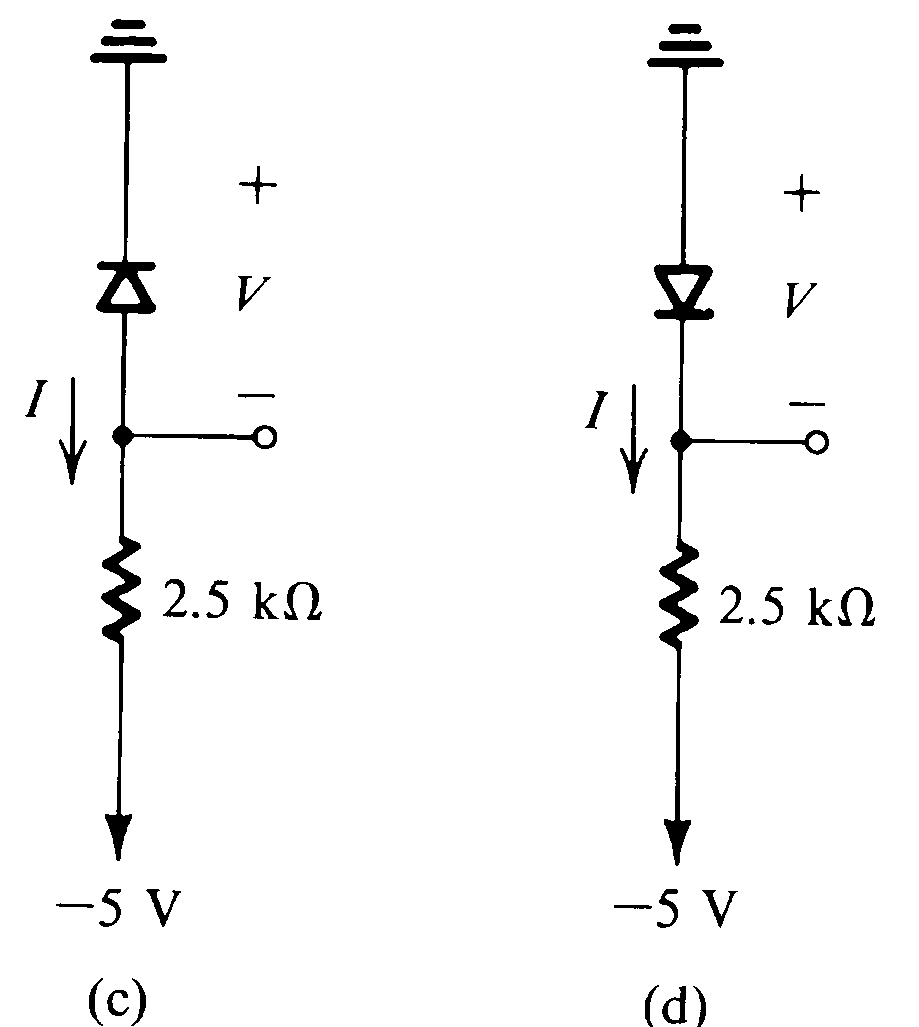 + +
V V
− −
I I
2.5 kΩ 2.5 kΩ
−5 V −5 V
(c) (d)